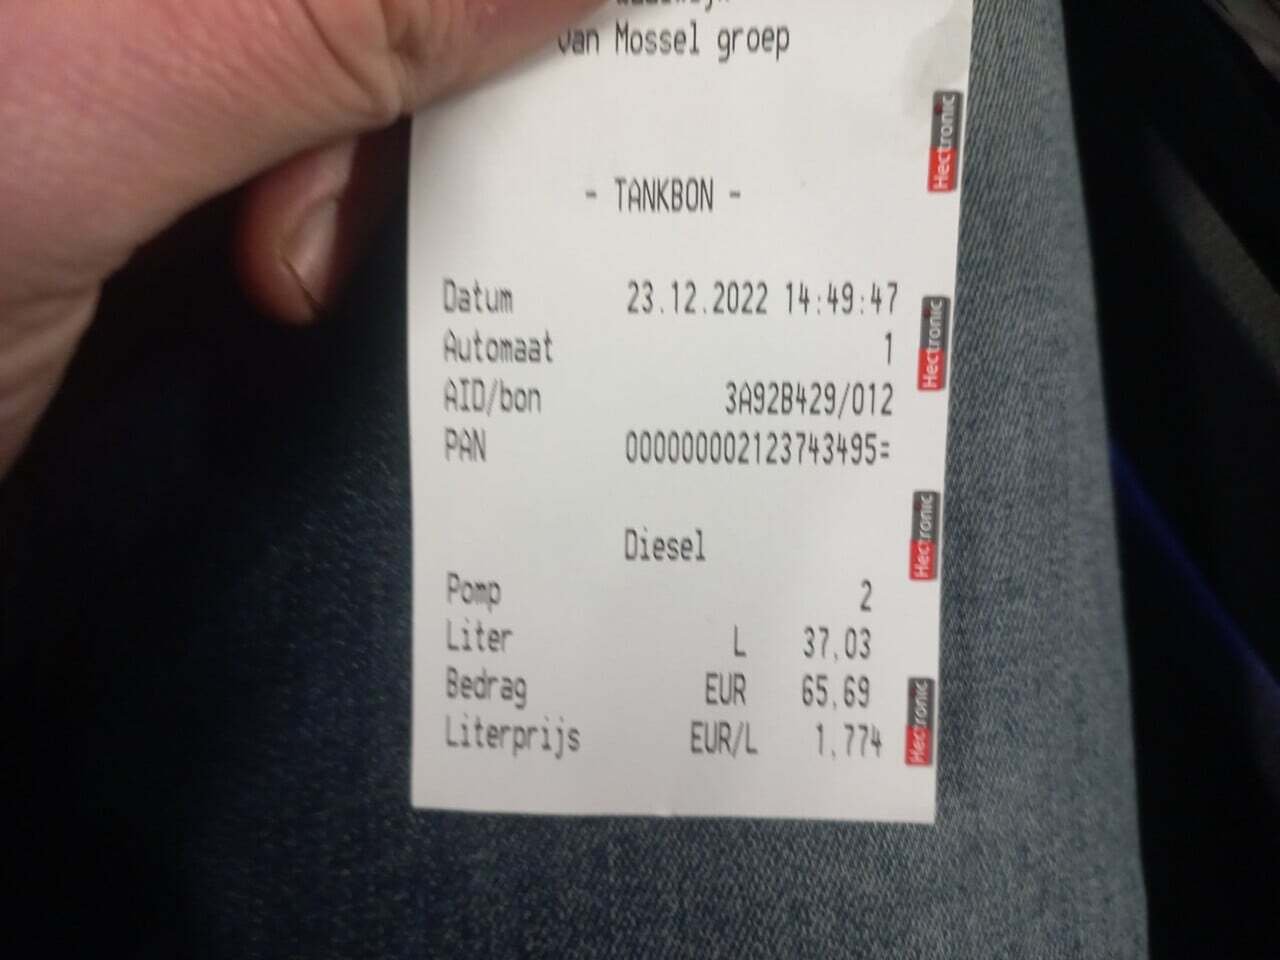 van Mossel groep
- TANKBON -
Datum 23.12.2022 14:49:47
Automaat 1
AID/bon 3A92B429/012
PAN 000000002123743495=
Diesel
Pomp 2
Liter L 37,03
Bedrag EUR 65,69
Literprijs EUR/L 1,774
Hectronic
Hectronic
Hectronic
Hectronic